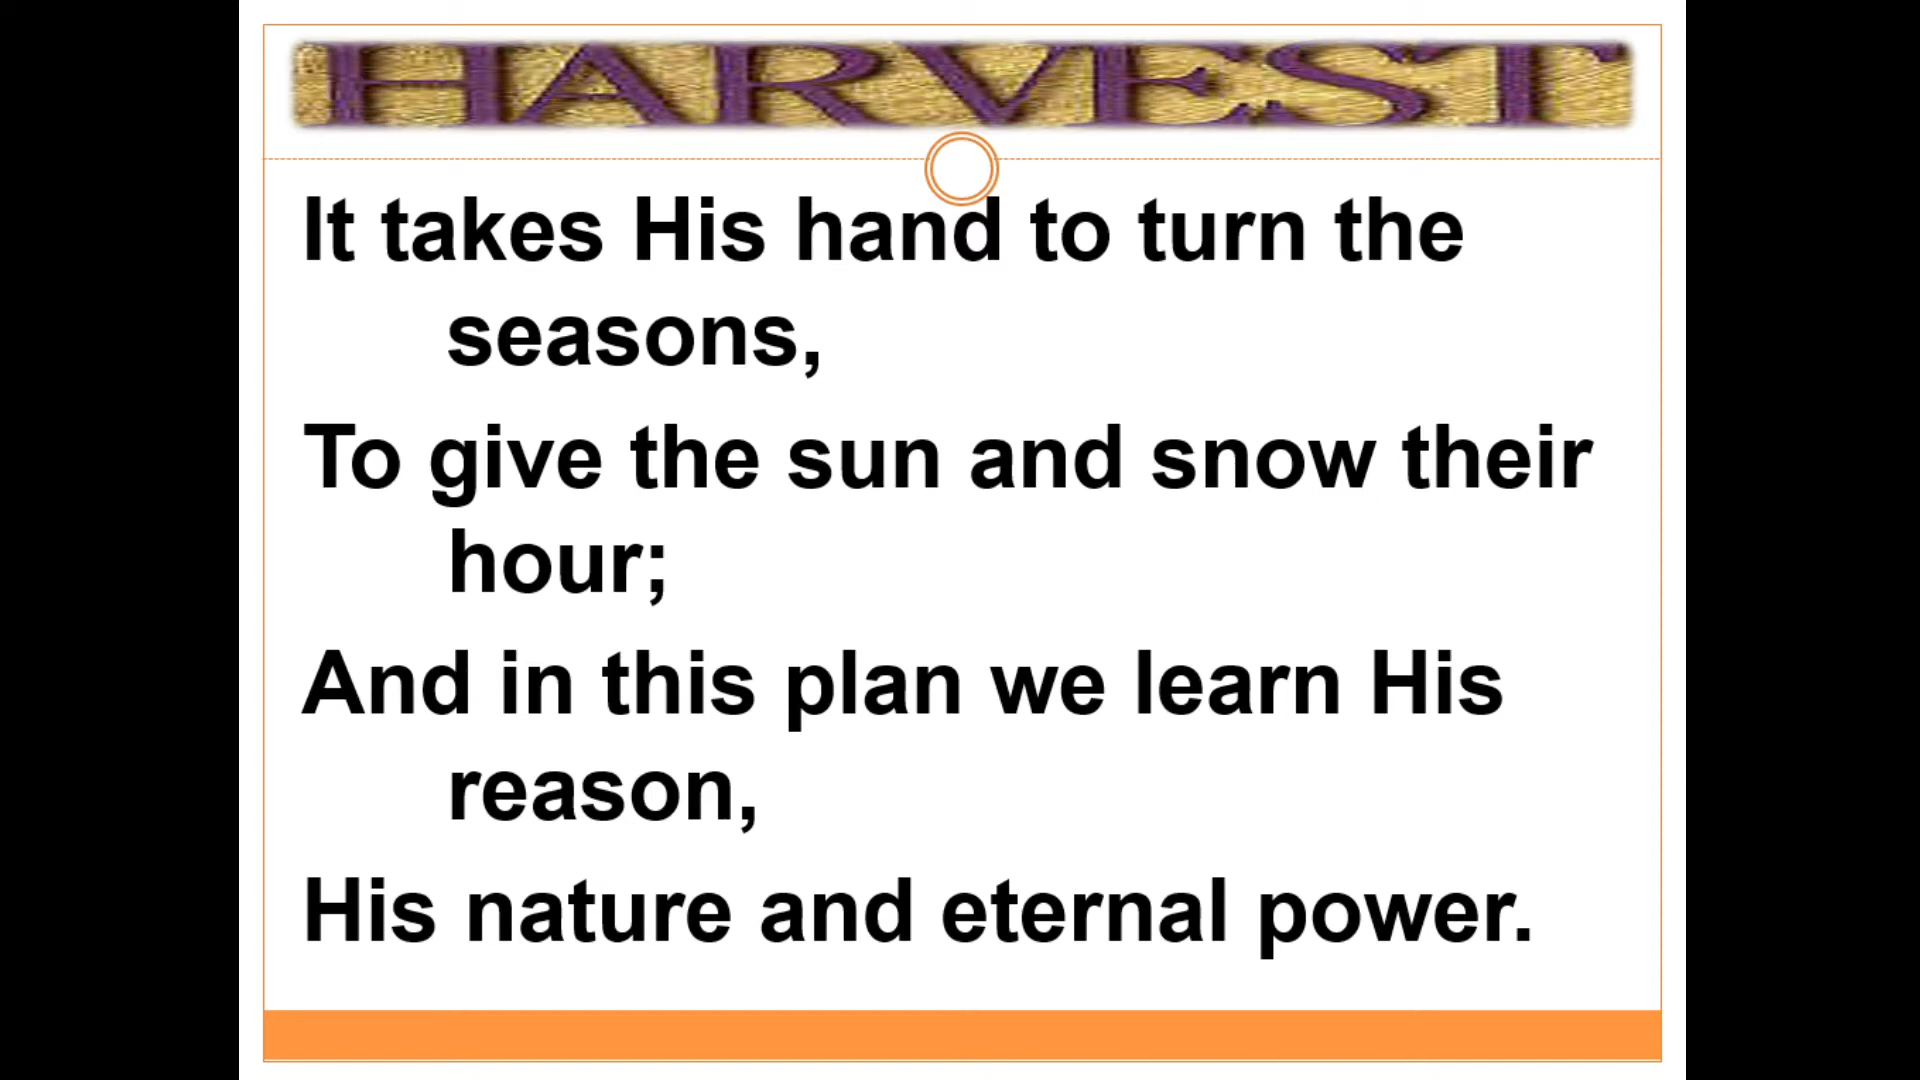 HARVEST
It takes His hand to turn the
seasons,
To give the sun and snow their
hour;
And in this plan we learn His
reason,
His nature and eternal power.